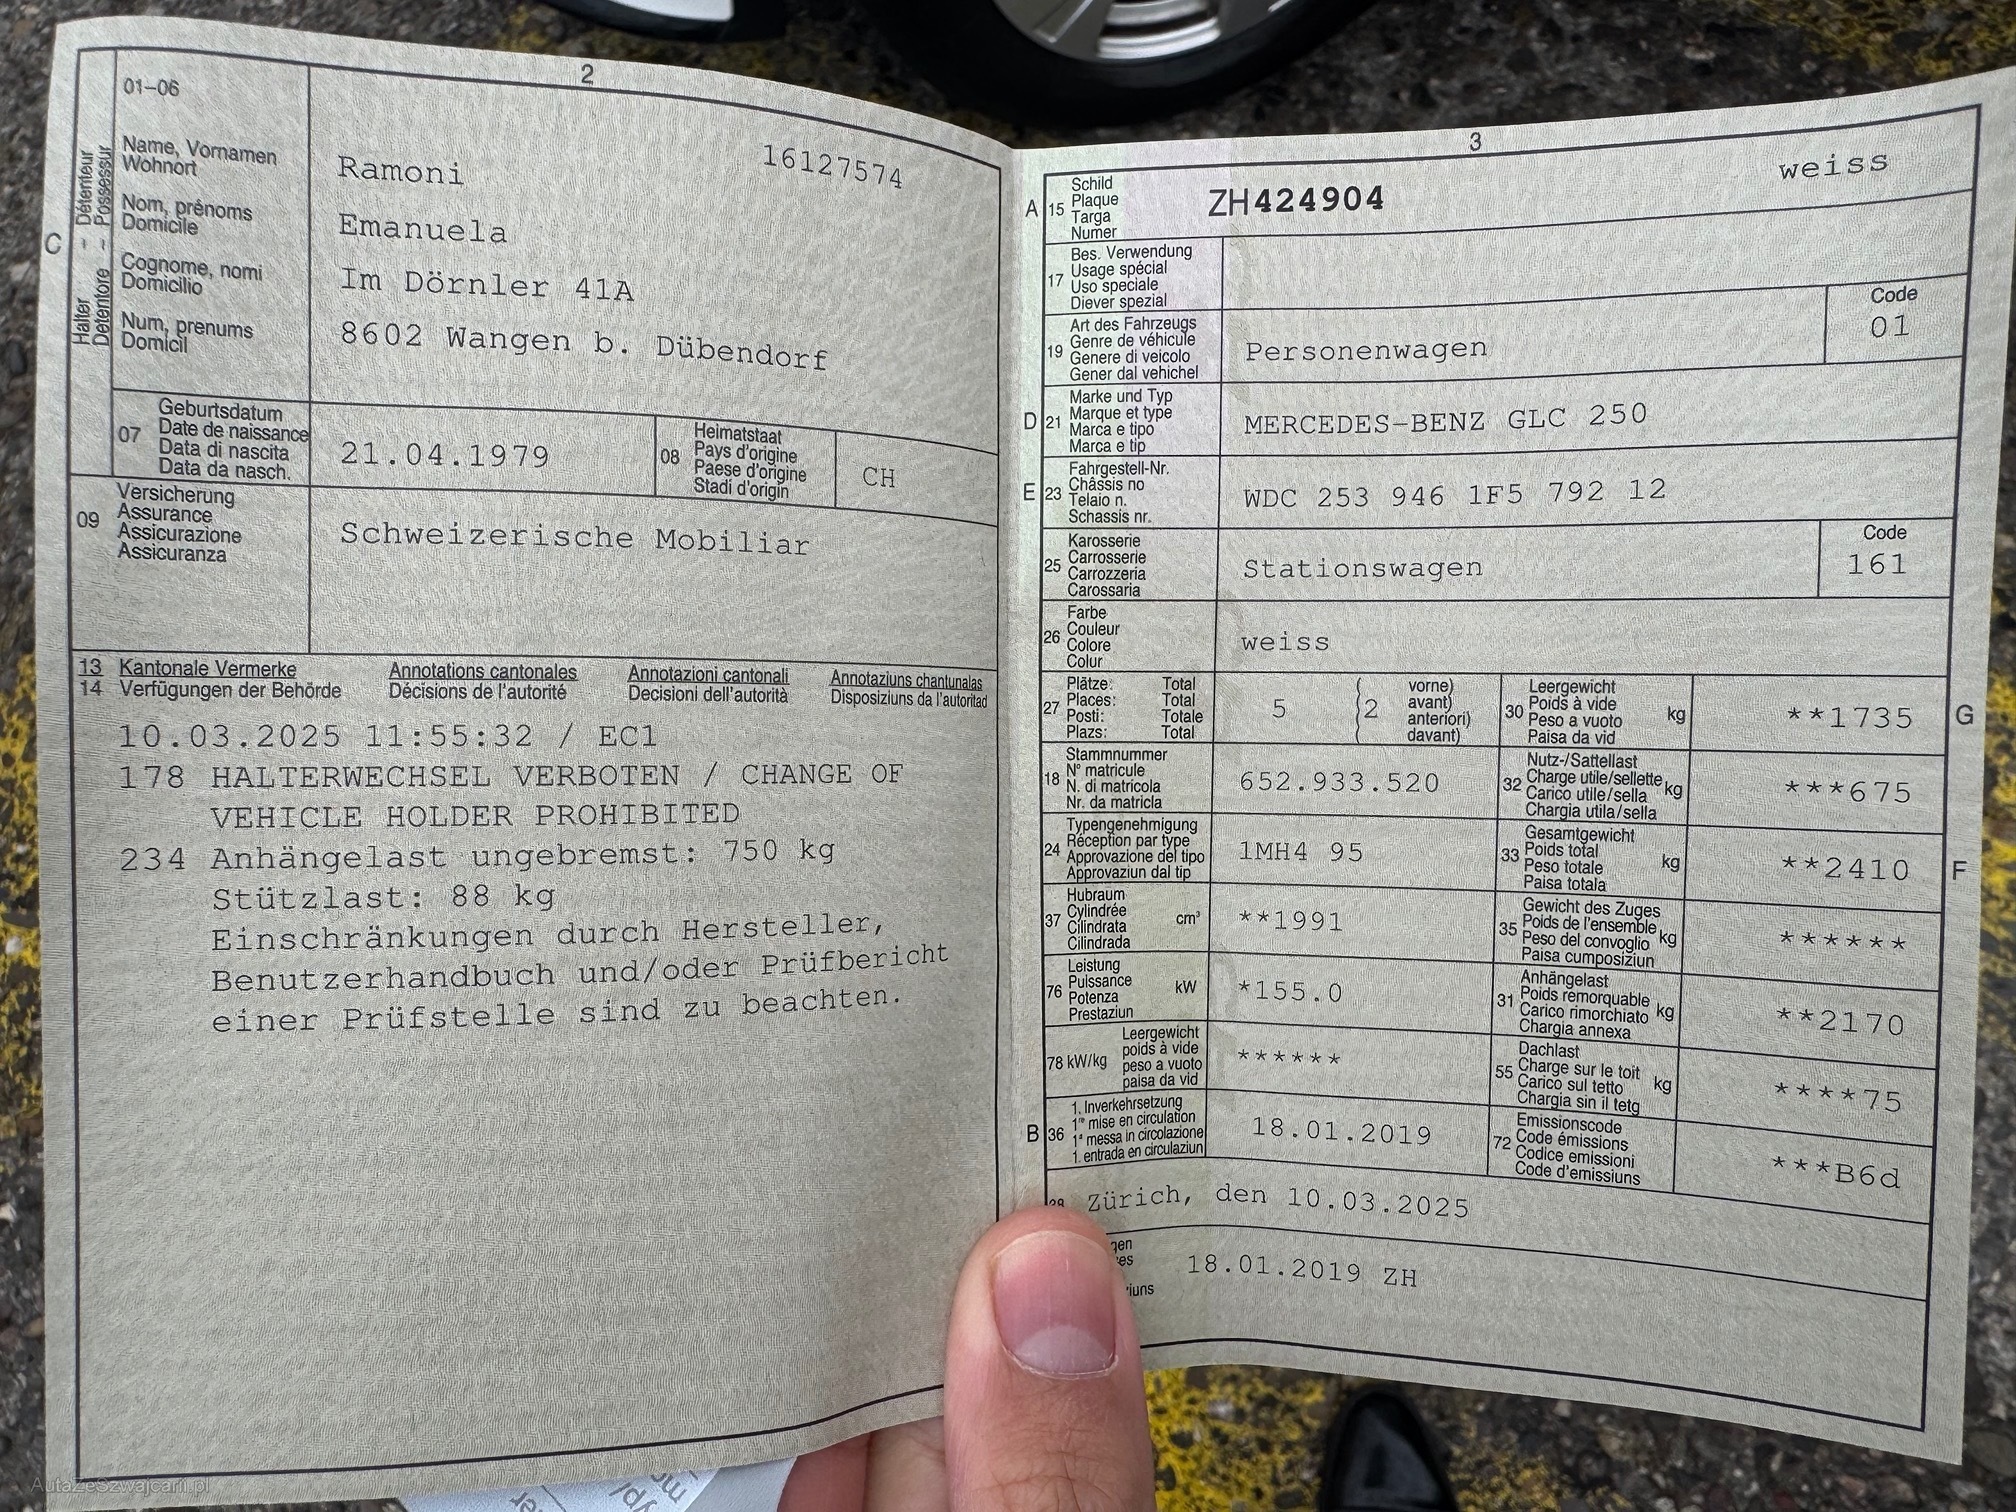 2
01-06
C
Halter - Détenteur
Detentore - Possessur
Name, Vornamen
Wohnort
Nom, prénoms
Domicile
Cognome, nomi
Domicilio
Num, prenums
Domicil
Ramoni 16127574
Emanuela
Im Dörnler 41A
8602 Wangen b. Dübendorf
07
Geburtsdatum
Date de naissance
Data di nascita
Data da nasch.
21.04.1979
08
Heimatstaat
Pays d'origine
Paese d'origine
Stadi d'origin
CH
09
Versicherung
Assurance
Assicurazione
Assicuranza
Schweizerische Mobiliar
13 Kantonale Vermerke Annotations cantonales Annotazioni cantonali Annotaziuns chantunalas
14 Verfügungen der Behörde Décisions de l'autorité Decisioni dell'autorità Disposiziuns da l'autoritad
10.03.2025 11:55:32 / EC1
178 HALTERWECHSEL VERBOTEN / CHANGE OF
VEHICLE HOLDER PROHIBITED
234 Anhängelast ungebremst: 750 kg
Stützlast: 88 kg
Einschränkungen durch Hersteller,
Benutzerhandbuch und/oder Prüfbericht
einer Prüfstelle sind zu beachten.
3
A 15
Schild
Plaque
Targa
Numer
ZH424904 weiss
17
Bes. Verwendung
Usage spécial
Uso speciale
Diever spezial
19
Art des Fahrzeugs
Genre de véhicule
Genere di veicolo
Gener dal vehichel
Personenwagen
Code
01
D 21
Marke und Typ
Marque et type
Marca e tipo
Marca e tip
MERCEDES-BENZ GLC 250
E 23
Fahrgestell-Nr.
Châssis no
Telaio n.
Schassis nr.
WDC 253 946 1F5 792 12
25
Karosserie
Carrosserie
Carrozzeria
Carossaria
Stationswagen
Code
161
26
Farbe
Couleur
Colore
Colur
weiss
27
Plätze: Total
Places: Total
Posti: Totale
Plazs: Total
5 {2
vorne)
avant)
anteriori)
davant)
30
Leergewicht
Poids à vide
Peso a vuoto
Paisa da vid
kg
**1735
G
18
Stammnummer
N° matricule
N. di matricola
Nr. da matricla
652.933.520
32
Nutz-/Sattellast
Charge utile/sellette
Carico utile/sella
Chargia utila/sella
kg
***675
24
Typengenehmigung
Réception par type
Approvazione del tipo
Approvaziun dal tip
1MH4 95
33
Gesamtgewicht
Poids total
Peso totale
Paisa totala
kg
**2410
F
37
Hubraum
Cylindrée
Cilindrata
Cilindrada
cm³
**1991
35
Gewicht des Zuges
Poids de l'ensemble
Peso del convoglio
Paisa cumposiziun
kg
******
76
Leistung
Puissance
Potenza
Prestaziun
kW
*155.0
31
Anhängelast
Poids remorquable
Carico rimorchiato
Chargia annexa
kg
**2170
78 kW/kg
Leergewicht
poids à vide
peso a vuoto
paisa da vid
******
55
Dachlast
Charge sur le toit
Carico sul tetto
Chargia sin il tetg
kg
****75
B 36
1. Inverkehrsetzung
1re mise en circulation
1a messa in circolazione
1. entrada en circulaziun
18.01.2019
72
Emissionscode
Code émissions
Codice emissioni
Code d'emissiuns
***B6d
Zürich, den 10.03.2025
18.01.2019 ZH
AutaZeSzwajcarii.pl